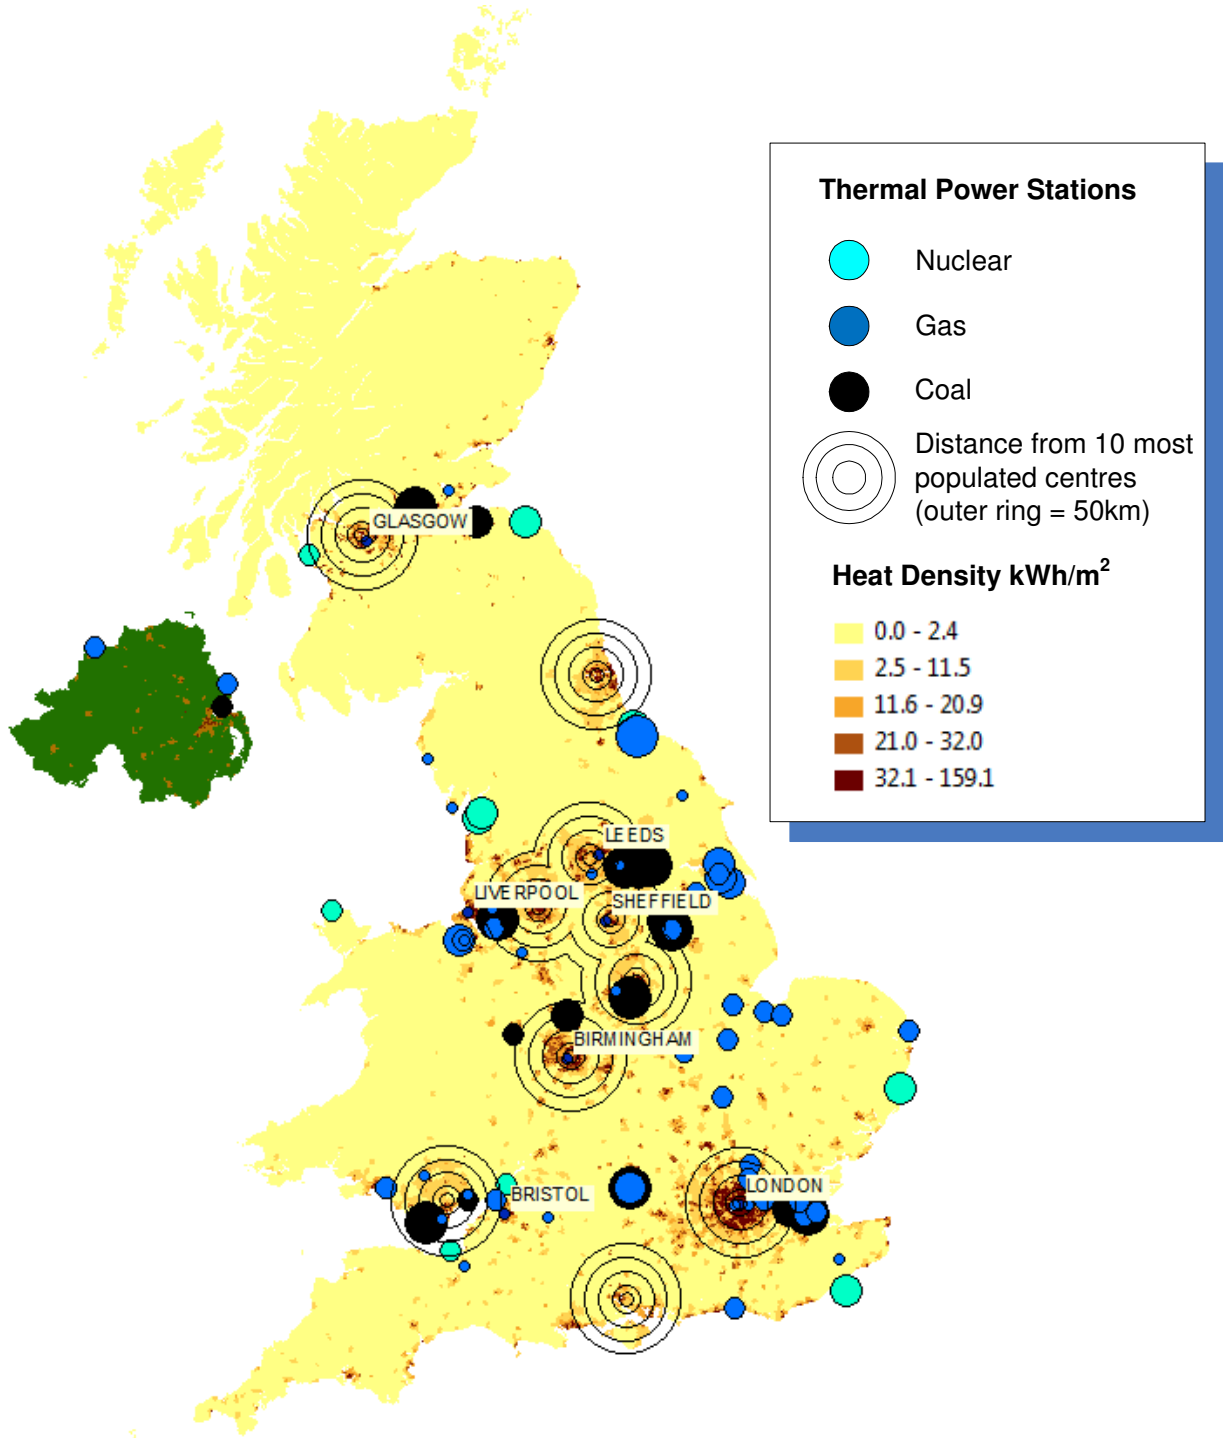 Thermal Power Stations
Nuclear
Gas
Coal
Distance from 10 most
populated centres
(outer ring = 50km)
Heat Density kWh/m²
0.0 - 2.4
2.5 - 11.5
11.6 - 20.9
21.0 - 32.0
32.1 - 159.1
GLASGOW
LEEDS
LIVERPOOL
SHEFFIELD
BIRMINGHAM
BRISTOL
LONDON